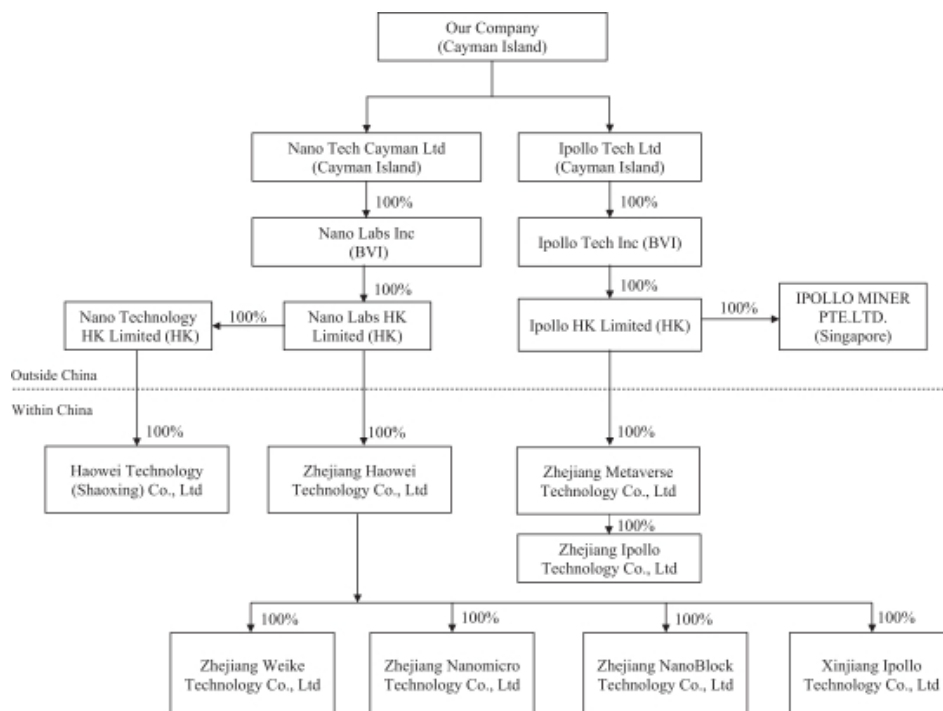 Our Company
(Cayman Island)
Nano Tech Cayman Ltd
(Cayman Island)
Ipollo Tech Ltd
(Cayman Island)
100%
100%
Nano Labs Inc
(BVI)
Ipollo Tech Inc (BVI)
100%
100%
Nano Technology
HK Limited (HK)
100%
Nano Labs HK
Limited (HK)
Ipollo HK Limited (HK)
100%
IPOLLO MINER
PTE.LTD.
(Singapore)
Outside China
Within China
100%
100%
100%
Haowei Technology
(Shaoxing) Co., Ltd
Zhejiang Haowei
Technology Co., Ltd
Zhejiang Metaverse
Technology Co., Ltd
100%
Zhejiang Ipollo
Technology Co., Ltd
100%
100%
100%
100%
Zhejiang Weike
Technology Co., Ltd
Zhejiang Nanomicro
Technology Co., Ltd
Zhejiang NanoBlock
Technology Co., Ltd
Xinjiang Ipollo
Technology Co., Ltd